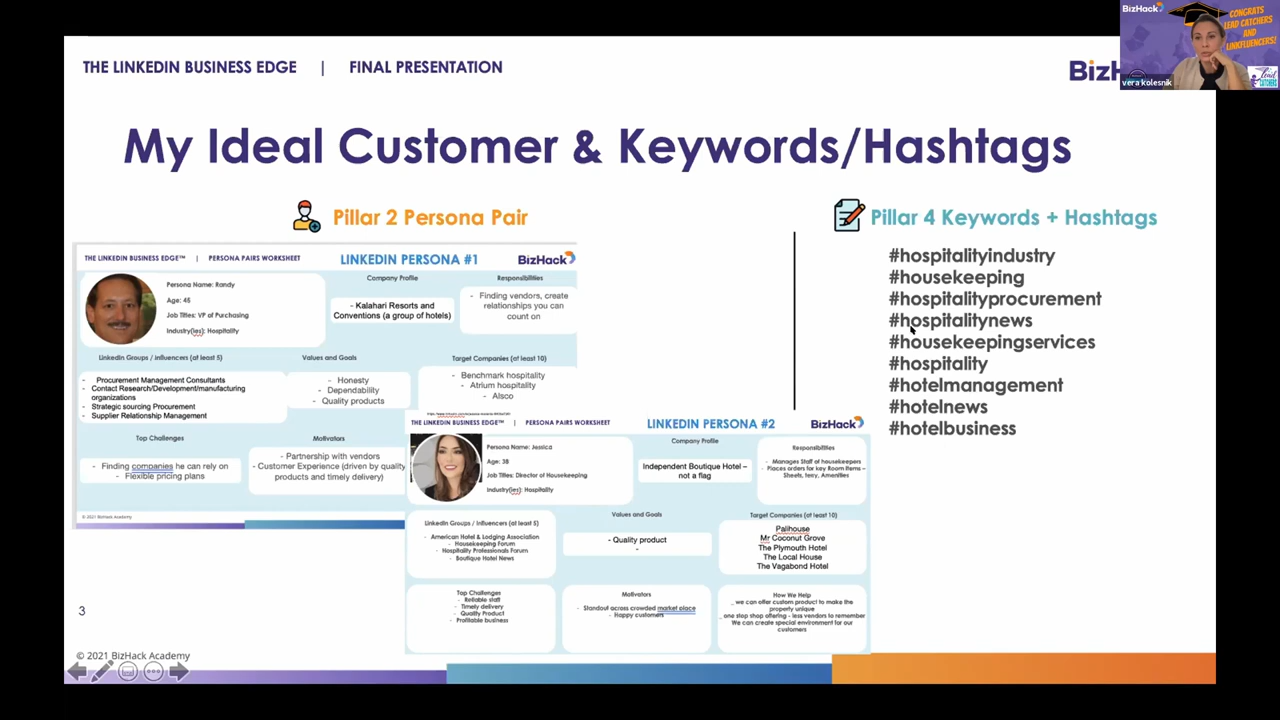 THE LINKEDIN BUSINESS EDGE | FINAL PRESENTATION
BizH
BizHack
CONGRATS
LEAD CATCHERS
AND
LINKFLUENCERS!
vera kolesnik
Lead
CATCHERS
My Ideal Customer & Keywords/Hashtags
Pillar 2 Persona Pair
THE LINKEDIN BUSINESS EDGE™ | PERSONA PAIRS WORKSHEET
LINKEDIN PERSONA #1
BizHack
Persona Name: Randy
Age: 45
Job Titles: VP of Purchasing
Industry(ies): Hospitality
Company Profile
- Kalahari Resorts and
Conventions (a group of hotels)
Responsibilities
- Finding vendors, create
relationships you can
count on
LinkedIn Groups / Influencers (at least 5)
- Procurement Management Consultants
- Contact Research/Development/manufacturing
organizations
- Strategic sourcing Procurement
- Supplier Relationship Management
Values and Goals
- Honesty
- Dependability
- Quality products
Target Companies (at least 10)
- Benchmark hospitality
- Atrium hospitality
- Alsco
Top Challenges
- Finding companies he can rely on
- Flexible pricing plans
Motivators
- Partnership with vendors
- Customer Experience (driven by quality
products and timely delivery)
© 2021 BizHack Academy
THE LINKEDIN BUSINESS EDGE | PERSONA PAIRS WORKSHEET
LINKEDIN PERSONA #2
BizHack
Persona Name: Jessica
Age: 38
Job Titles: Director of Housekeeping
Industry(ies): Hospitality
Company Profile
Independent Boutique Hotel –
not a flag
Responsibilities
- Manages Staff of housekeepers
- Places orders for key Room Items –
Sheets, terry, Amenities
LinkedIn Groups / Influencers (at least 5)
- American Hotel & Lodging Association
- Housekeeping Forum
- Hospitality Professionals Forum
- Boutique Hotel News
Values and Goals
- Quality product
-
Target Companies (at least 10)
Palihouse
Mr Coconut Grove
The Plymouth Hotel
The Local House
The Vagabond Hotel
Top Challenges
- Reliable staff
- Timely delivery
- Quality Product
- Profitable business
Motivators
- Standout across crowded market place
- Happy customers
How We Help
_ we can offer custom product to make the
property unique
_ one stop shop offering - less vendors to remember
We can create special environment for our
customers
Pillar 4 Keywords + Hashtags
#hospitalityindustry
#housekeeping
#hospitalityprocurement
#hospitalitynews
#housekeepingservices
#hospitality
#hotelmanagement
#hotelnews
#hotelbusiness
3
© 2021 BizHack Academy